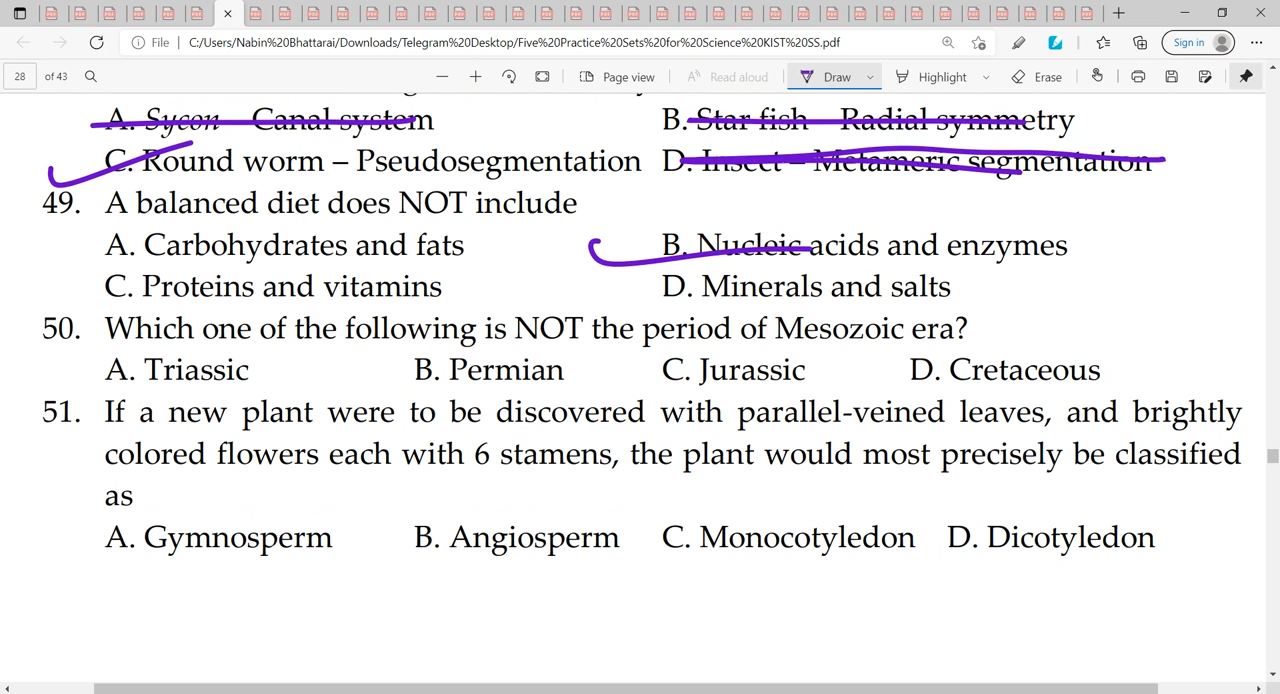 File C:/Users/Nabin%20Bhattarai/Downloads/Telegram%20Desktop/Five%20Practice%20Sets%20for%20Science%20KIST%20SS.pdf Sign in
28 of 43 Page view Read aloud Draw Highlight Erase
A. Sycon – Canal system B. Star fish – Radial symmetry
C. Round worm – Pseudosegmentation D. Insect – Metameric segmentation
49. A balanced diet does NOT include
A. Carbohydrates and fats B. Nucleic acids and enzymes
C. Proteins and vitamins D. Minerals and salts
50. Which one of the following is NOT the period of Mesozoic era?
A. Triassic B. Permian C. Jurassic D. Cretaceous
51. If a new plant were to be discovered with parallel-veined leaves, and brightly
colored flowers each with 6 stamens, the plant would most precisely be classified
as
A. Gymnosperm B. Angiosperm C. Monocotyledon D. Dicotyledon